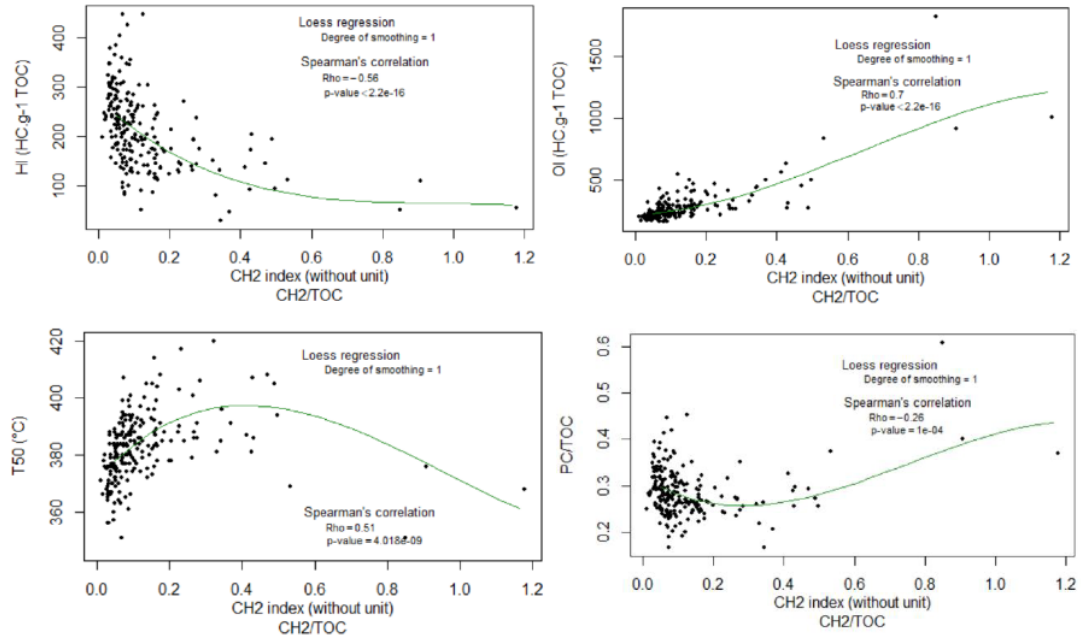 Loess regression
Degree of smoothing = 1
Spearman's correlation
Rho=−0.56
p-value <2.2e-16
HI (HC.g-1 TOC)
400
300
200
100
0.0 0.2 0.4 0.6 0.8 1.0 1.2
CH2 index (without unit)
CH2/TOC
Loess regression
Degree of smoothing = 1
Spearman's correlation
Rho=0.7
p-value <2.2e-16
OI (HC.g-1 TOC)
1500
1000
500
0.0 0.2 0.4 0.6 0.8 1.0 1.2
CH2 index (without unit)
CH2/TOC
Loess regression
Degree of smoothing = 1
Spearman's correlation
Rho=0.51
p-value = 4.018e-09
T50 (°C)
420
400
380
360
0.0 0.2 0.4 0.6 0.8 1.0 1.2
CH2 index (without unit)
CH2/TOC
Loess regression
Degree of smoothing = 1
Spearman's correlation
Rho=−0.26
p-value = 1e-04
PC/TOC
0.6
0.5
0.4
0.3
0.2
0.0 0.2 0.4 0.6 0.8 1.0 1.2
CH2 index (without unit)
CH2/TOC